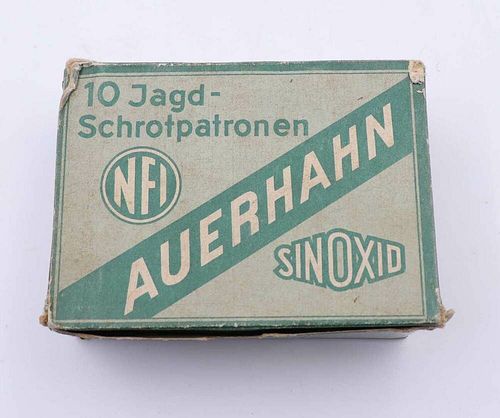 10 Jagd-
Schrotpatronen
NFI
AUERHAHN
SINOXID